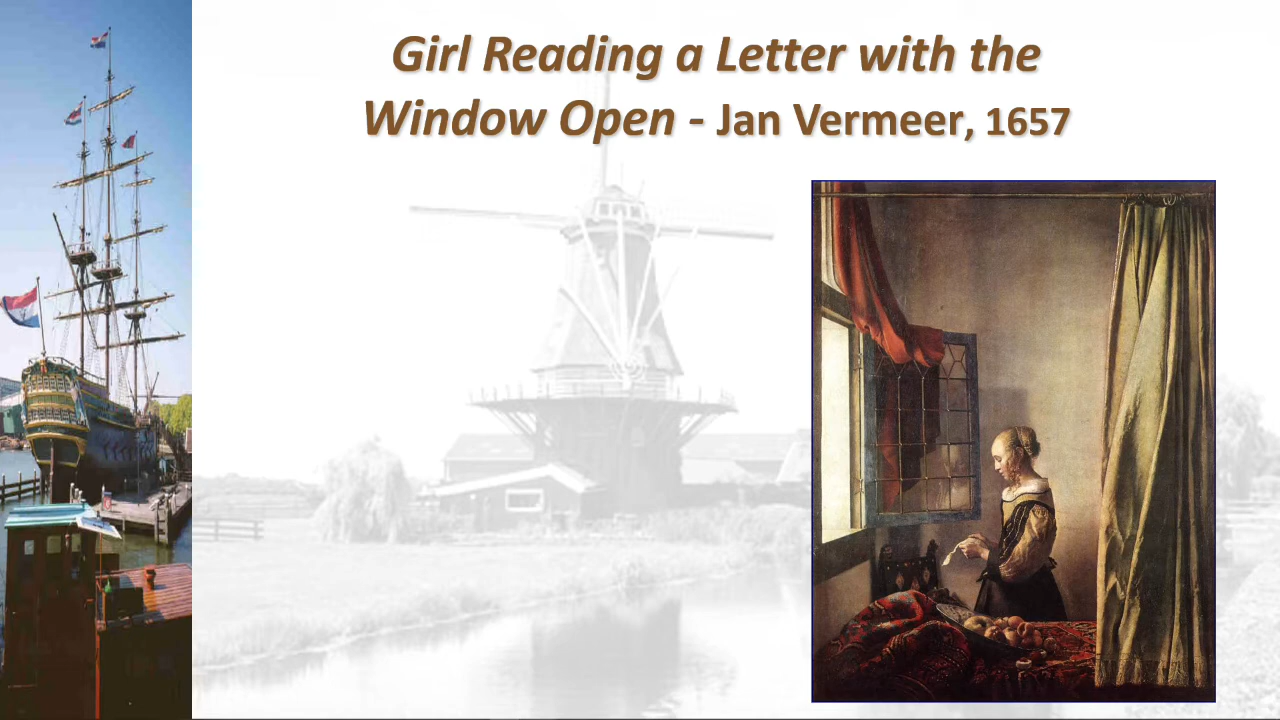 Girl Reading a Letter with the
Window Open - Jan Vermeer, 1657